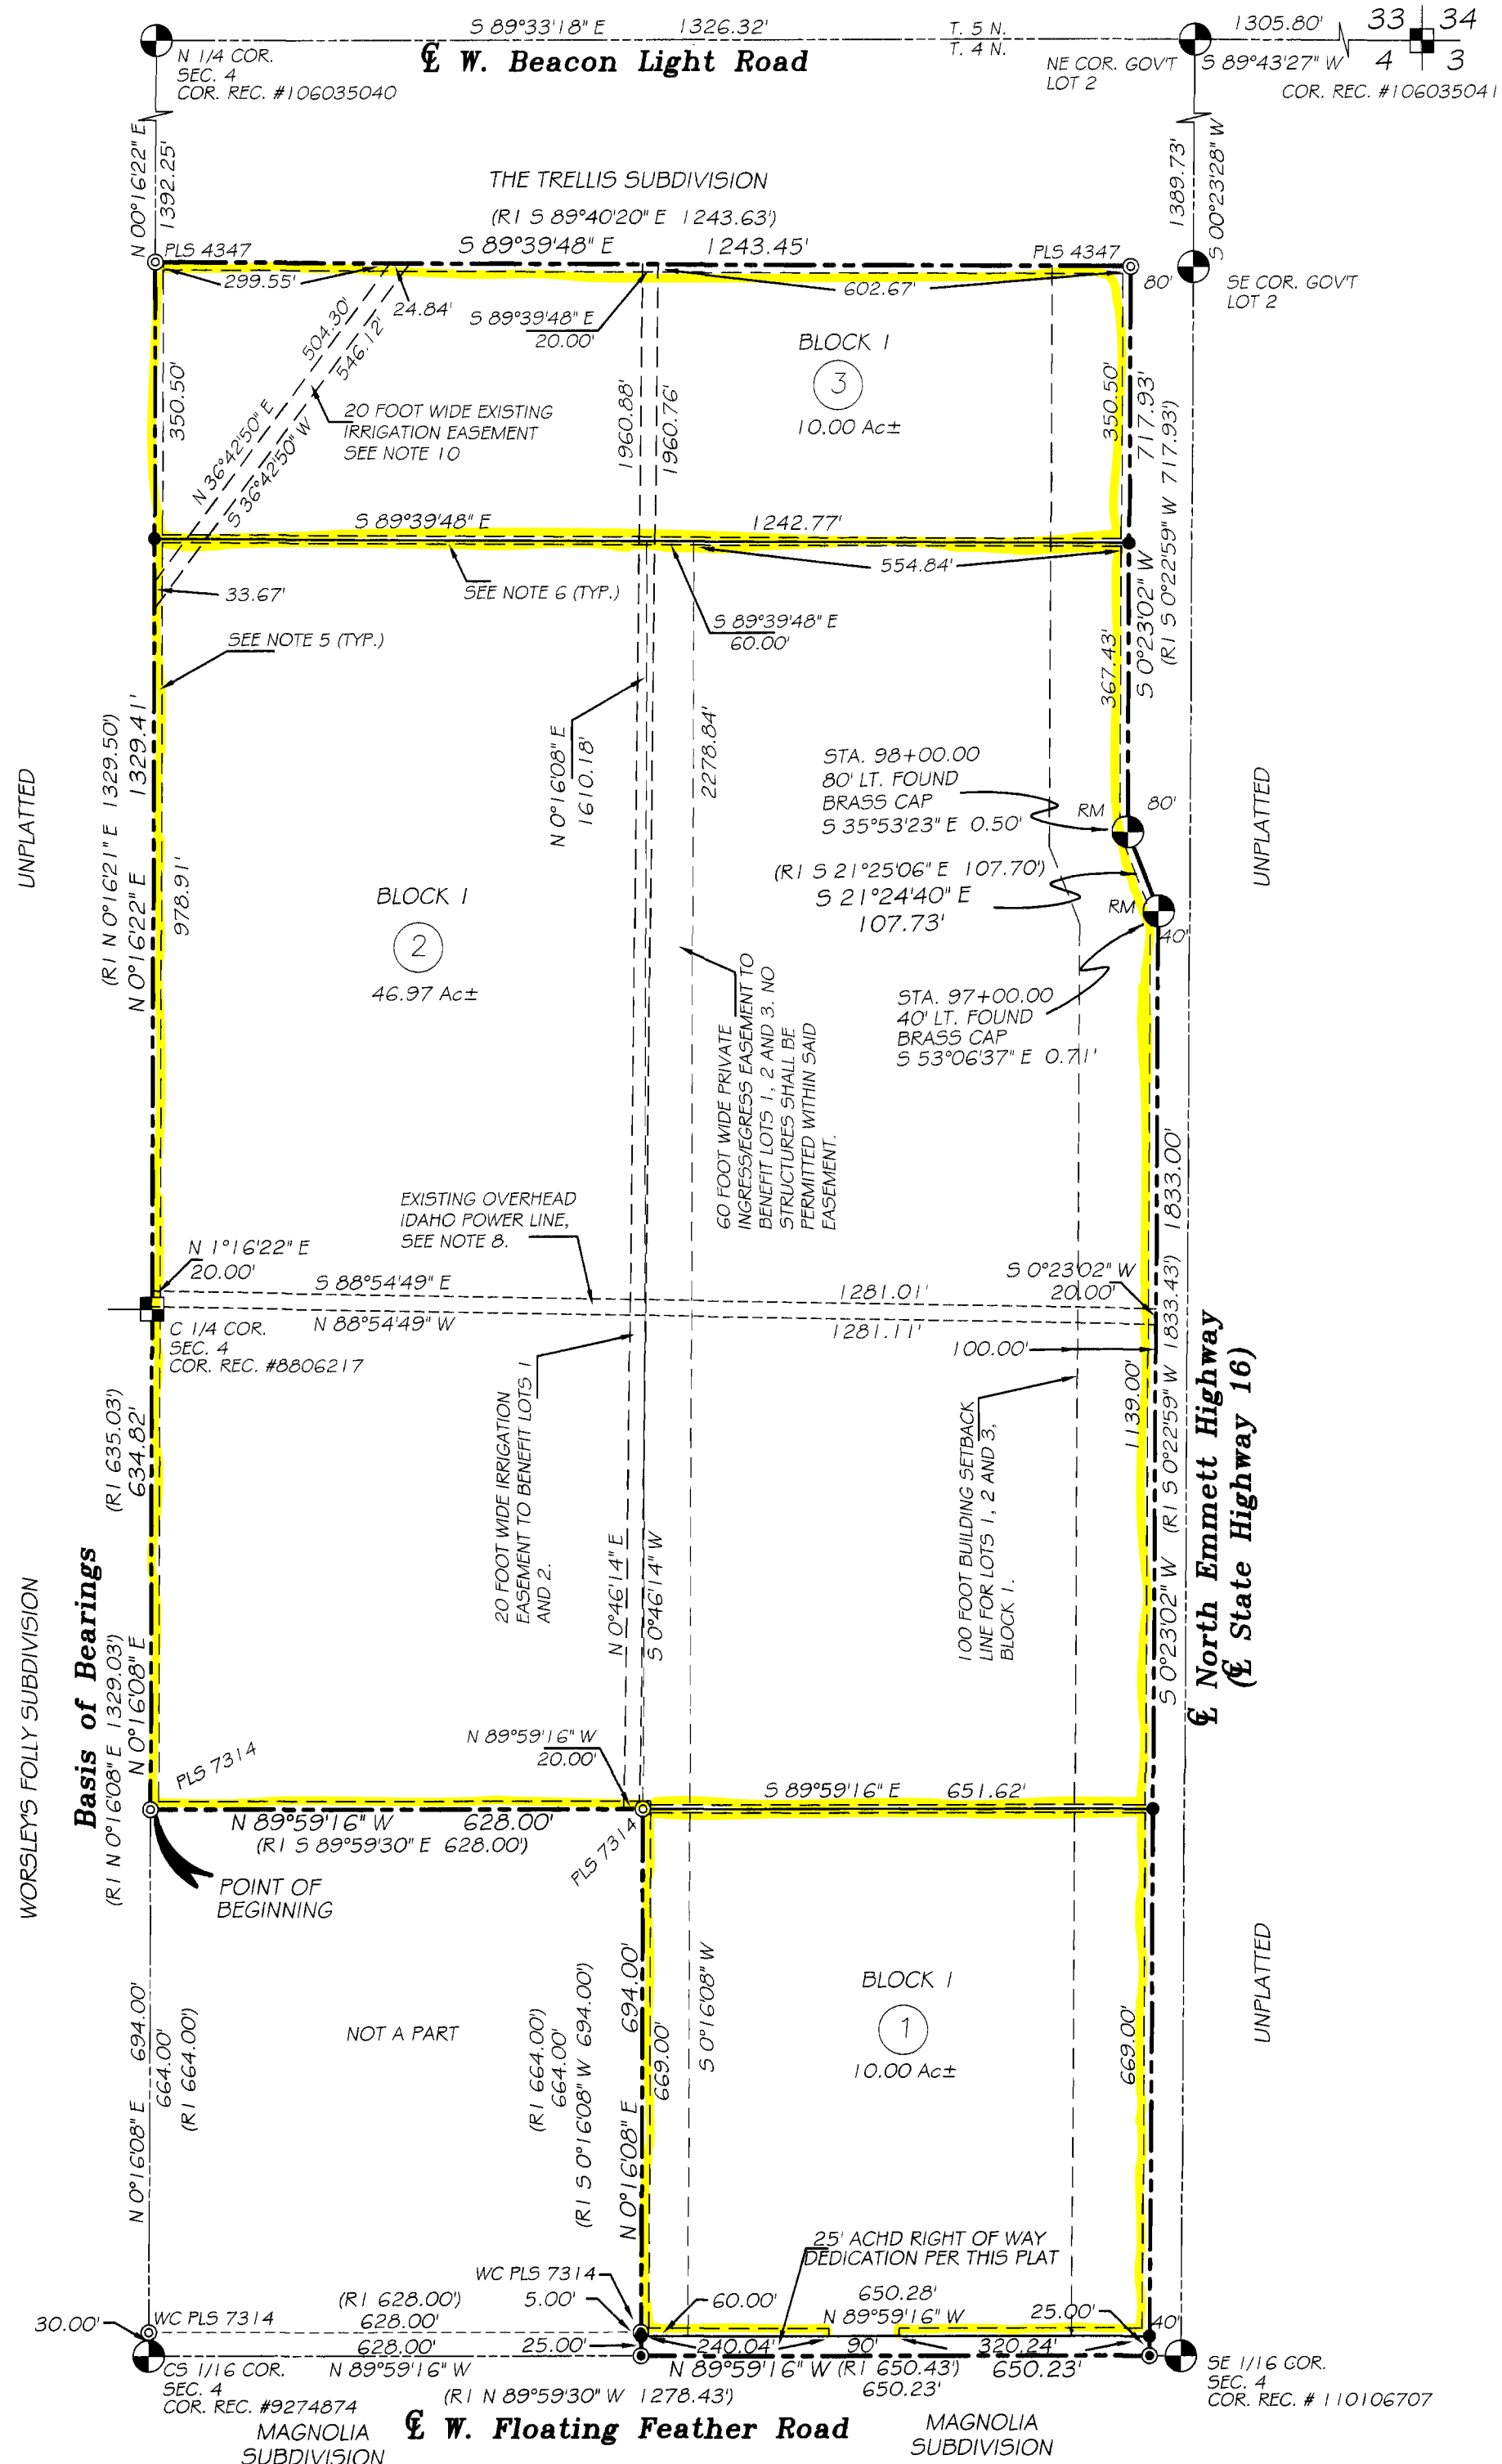 S 89°33'18" E 1326.32'
T. 5 N.
T. 4 N.
1305.80'
33 34
4 3
N 1/4 COR.
SEC. 4
COR. REC. #106035040
℄ W. Beacon Light Road
NE COR. GOV'T
LOT 2
S 89°43'27" W
COR. REC. #106035041
N 00°16'22" E
1392.25'
1389.73'
S 00°23'28" W
THE TRELLIS SUBDIVISION
(R1 S 89°40'20" E 1243.63')
S 89°39'48" E 1243.45'
PLS 4347
PLS 4347
80'
SE COR. GOV'T
LOT 2
299.55'
24.84'
S 89°39'48" E
20.00'
602.67'
504.30'
546.12'
N 36°42'50" E
S 36°42'50" W
350.50'
20 FOOT WIDE EXISTING
IRRIGATION EASEMENT
SEE NOTE 10
1960.88'
1960.76'
BLOCK 1
3
10.00 Ac±
350.50'
717.93'
S 0°23'02" W
(R1 S 0°22'59" W 717.93')
S 89°39'48" E 1242.77'
554.84'
33.67'
SEE NOTE 6 (TYP.)
S 89°39'48" E
60.00'
SEE NOTE 5 (TYP.)
367.43'
UNPLATTED
(R1 N 0°16'21" E 1329.50')
N 0°16'22" E 1329.41'
978.91'
N 0°16'08" E
1610.18'
2278.84'
STA. 98+00.00
80' LT. FOUND
BRASS CAP
S 35°53'23" E 0.50'
RM
80'
UNPLATTED
(R1 S 21°25'06" E 107.70')
S 21°24'40" E
107.73'
RM
40'
BLOCK 1
2
46.97 Ac±
STA. 97+00.00
40' LT. FOUND
BRASS CAP
S 53°06'37" E 0.71'
60 FOOT WIDE PRIVATE
INGRESS/EGRESS EASEMENT TO
BENEFIT LOTS 1, 2 AND 3. NO
STRUCTURES SHALL BE
PERMITTED WITHIN SAID
EASEMENT.
EXISTING OVERHEAD
IDAHO POWER LINE,
SEE NOTE 8.
N 1°16'22" E
20.00'
S 88°54'49" E 1281.01'
N 88°54'49" W 1281.11'
S 0°23'02" W
20.00'
100.00'
C 1/4 COR.
SEC. 4
COR. REC. #8806217
20 FOOT WIDE IRRIGATION
EASEMENT TO BENEFIT LOTS 1
AND 2.
100 FOOT BUILDING SETBACK
LINE FOR LOTS 1, 2 AND 3,
BLOCK 1.
1139.00'
S 0°23'02" W 1833.00'
(R1 S 0°22'59" W 1833.43')
℄ North Emmett Highway
(℄ State Highway 16)
(R1 635.03')
634.82'
WORSLEYS FOLLY SUBDIVISION
Basis of Bearings
(R1 N 0°16'08" E 1329.03')
N 0°16'08" E
N 0°46'14" E
S 0°46'14" W
PLS 7314
N 89°59'16" W
20.00'
S 89°59'16" E 651.62'
N 89°59'16" W 628.00'
(R1 S 89°59'30" E 628.00')
PLS 7314
POINT OF
BEGINNING
N 0°16'08" E 694.00'
664.00'
(R1 664.00')
NOT A PART
(R1 664.00')
664.00'
(R1 S 0°16'08" W 694.00')
N 0°16'08" E 694.00'
669.00'
S 0°16'08" W
BLOCK 1
1
10.00 Ac±
669.00'
UNPLATTED
25' ACHD RIGHT OF WAY
DEDICATION PER THIS PLAT
WC PLS 7314
5.00'
60.00'
650.28'
N 89°59'16" W
25.00'
40'
30.00'
WC PLS 7314
(R1 628.00')
628.00'
628.00'
25.00'
240.04' 90' 320.24'
CS 1/16 COR.
SEC. 4
COR. REC. #9274874
N 89°59'16" W
N 89°59'16" W (R1 650.43') 650.23'
650.23'
(R1 N 89°59'30" W 1278.43')
SE 1/16 COR.
SEC. 4
COR. REC. # 110106707
MAGNOLIA
SUBDIVISION
℄ W. Floating Feather Road
MAGNOLIA
SUBDIVISION